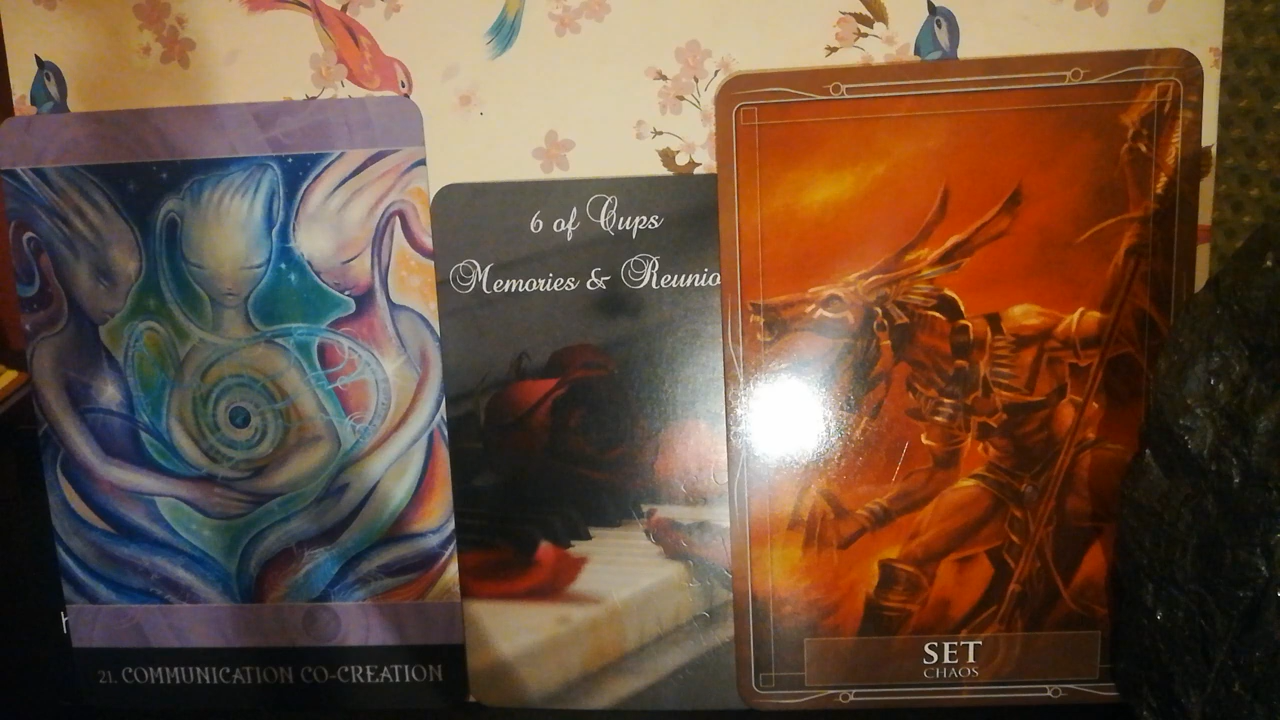 21. COMMUNICATION CO-CREATION
6 of Cups
Memories & Reunio
SET
CHAOS